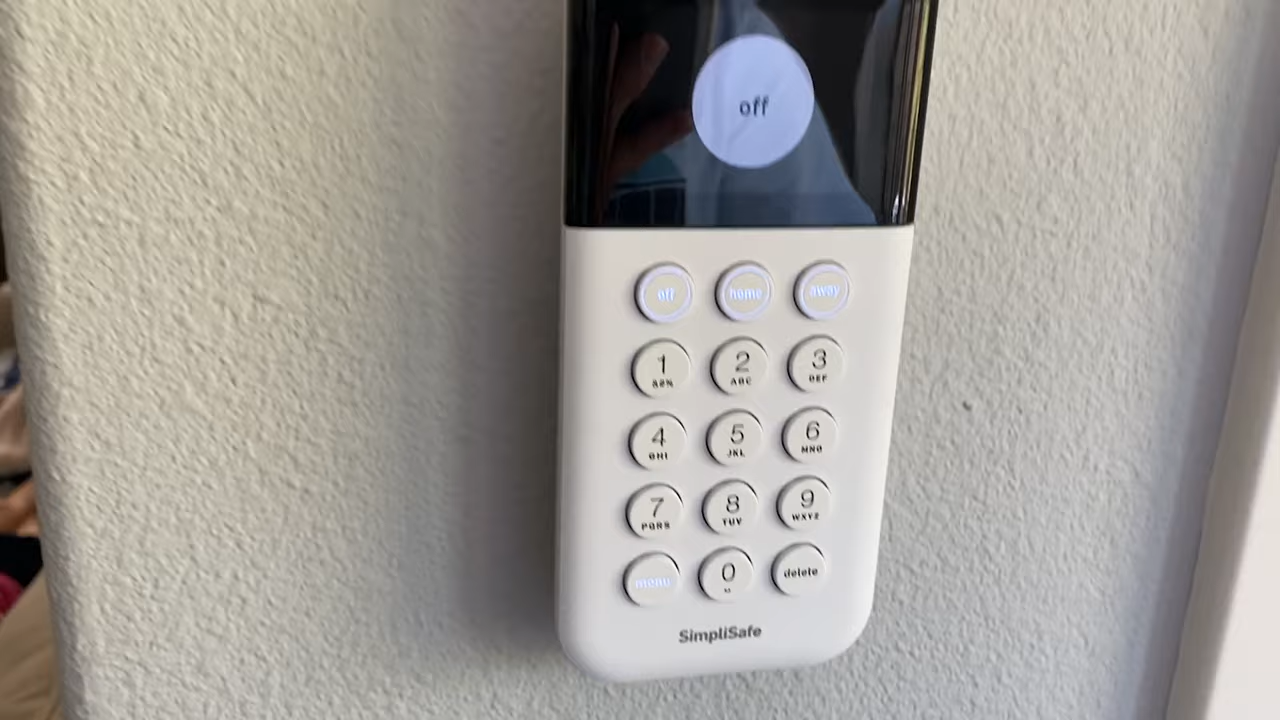 off
off home away
1 2 3
ABC DEF
4 5 6
GHI JKL MNO
7 8 9
PQRS TUV WXYZ
menu 0 delete
SimpliSafe